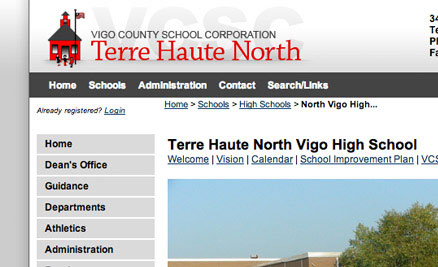 VCSC
VIGO COUNTY SCHOOL CORPORATION
Terre Haute North
34
Te
Pl
Fa
Home Schools Administration Contact Search/Links
Already registered? Login
Home > Schools > High Schools > North Vigo High...
Home
Dean's Office
Guidance
Departments
Athletics
Administration
Terre Haute North Vigo High School
Welcome | Vision | Calendar | School Improvement Plan | VCS